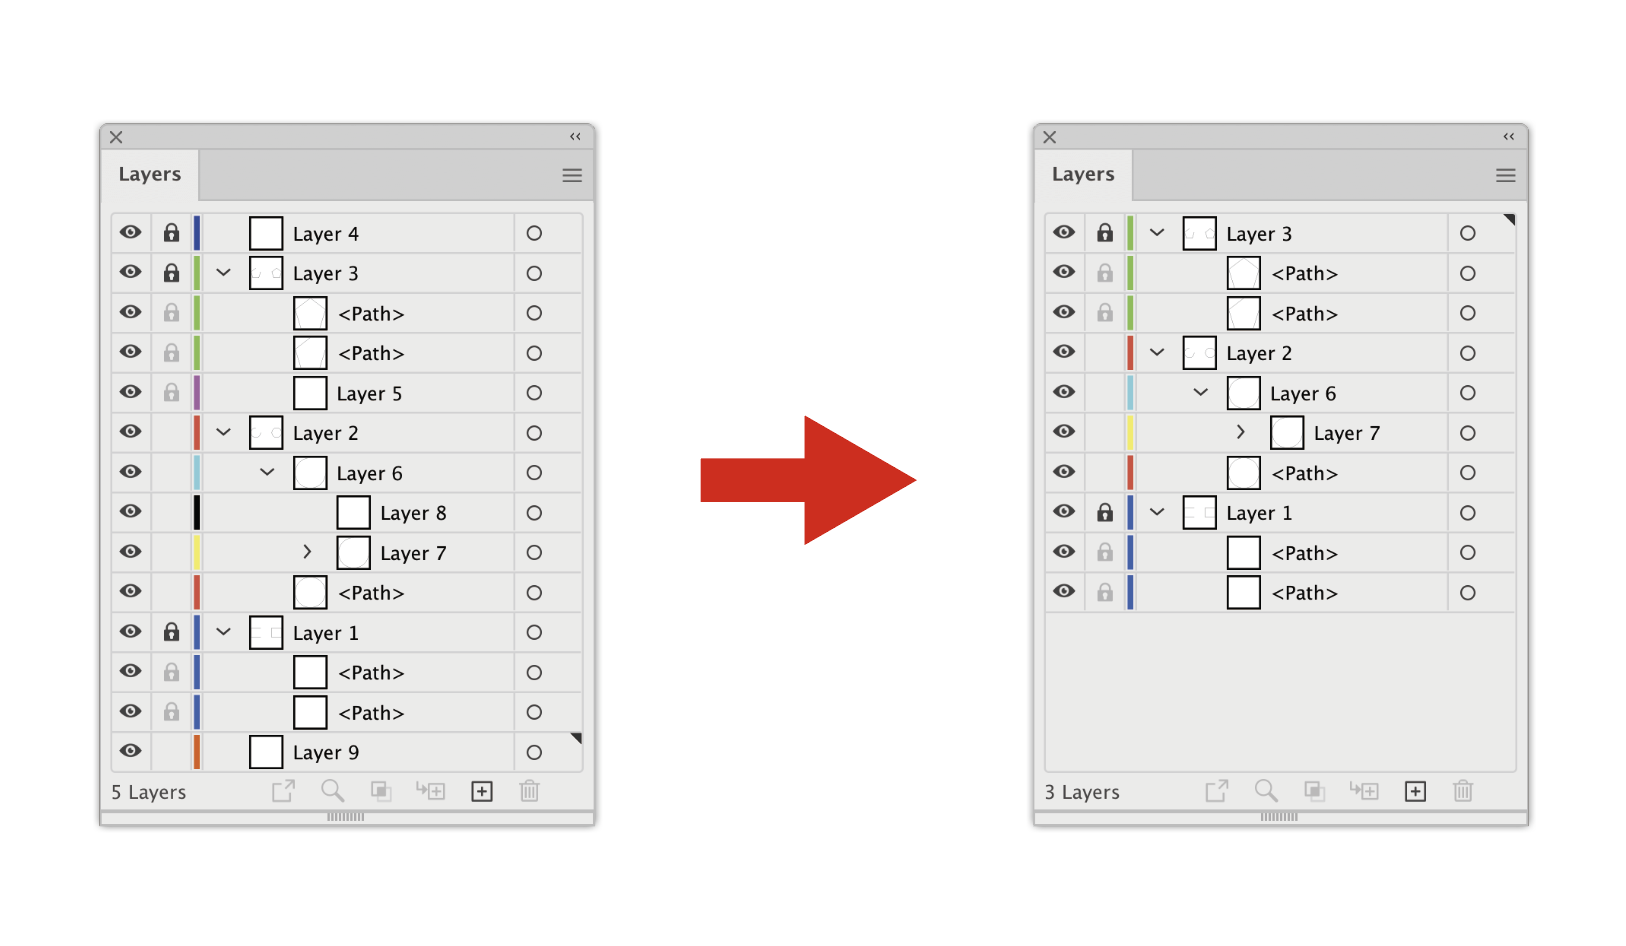 Layers
Layer 4
Layer 3
<Path>
<Path>
Layer 5
Layer 2
Layer 6
Layer 8
Layer 7
<Path>
Layer 1
<Path>
<Path>
Layer 9
5 Layers
Layers
Layer 3
<Path>
<Path>
Layer 2
Layer 6
Layer 7
<Path>
Layer 1
<Path>
<Path>
3 Layers